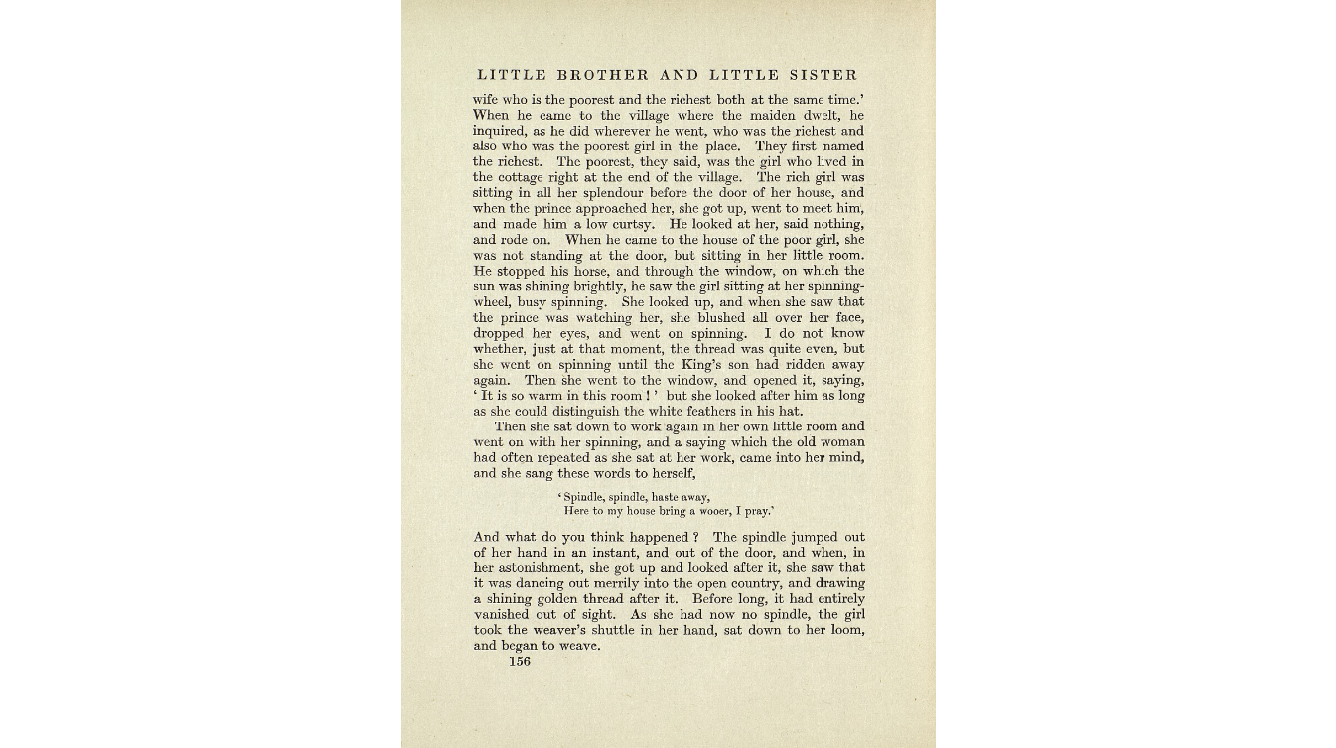 LITTLE BROTHER AND LITTLE SISTER
wife who is the poorest and the richest both at the same time.’
When he came to the village where the maiden dwelt, he
inquired, as he did wherever he went, who was the richest and
also who was the poorest girl in the place. They first named
the richest. The poorest, they said, was the girl who lived in
the cottage right at the end of the village. The rich girl was
sitting in all her splendour before the door of her house, and
when the prince approached her, she got up, went to meet him,
and made him a low curtsy. He looked at her, said nothing,
and rode on. When he came to the house of the poor girl, she
was not standing at the door, but sitting in her little room.
He stopped his horse, and through the window, on which the
sun was shining brightly, he saw the girl sitting at her spinning-
wheel, busy spinning. She looked up, and when she saw that
the prince was watching her, she blushed all over her face,
dropped her eyes, and went on spinning. I do not know
whether, just at that moment, the thread was quite even, but
she went on spinning until the King’s son had ridden away
again. Then she went to the window, and opened it, saying,
‘ It is so warm in this room ! ’ but she looked after him as long
as she could distinguish the white feathers in his hat.
Then she sat down to work again in her own little room and
went on with her spinning, and a saying which the old woman
had often repeated as she sat at her work, came into her mind,
and she sang these words to herself,
‘ Spindle, spindle, haste away,
Here to my house bring a wooer, I pray.’
And what do you think happened ? The spindle jumped out
of her hand in an instant, and out of the door, and when, in
her astonishment, she got up and looked after it, she saw that
it was dancing out merrily into the open country, and drawing
a shining golden thread after it. Before long, it had entirely
vanished out of sight. As she had now no spindle, the girl
took the weaver’s shuttle in her hand, sat down to her loom,
and began to weave.
156